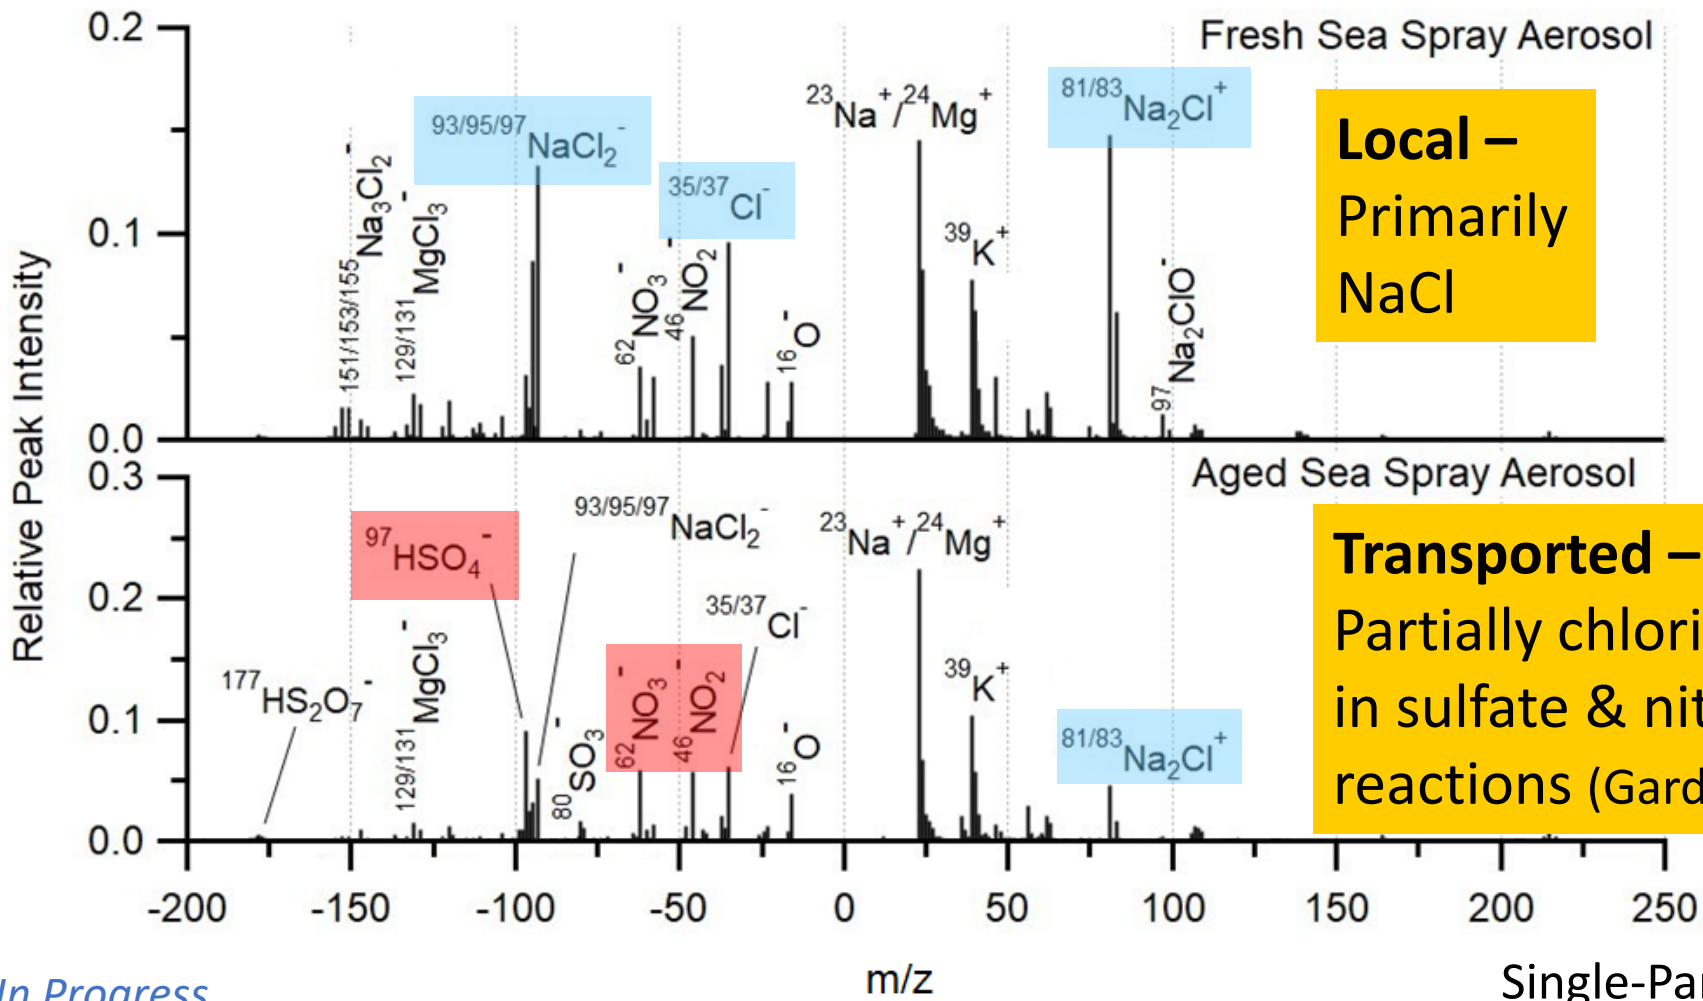 Fresh Sea Spray Aerosol
0.2
0.1
0.0
151/153/155Na3Cl2-
129/131MgCl3-
93/95/97NaCl2-
62NO3-
46NO2-
35/37Cl-
16O-
23Na+/24Mg+
39K+
81/83Na2Cl+
97Na2ClO-
Local –
Primarily
NaCl
Relative Peak Intensity
Aged Sea Spray Aerosol
0.3
0.2
0.1
0.0
177HS2O7-
129/131MgCl3-
97HSO4-
93/95/97NaCl2-
80SO3-
62NO3-
46NO2-
35/37Cl-
16O-
23Na+/24Mg+
39K+
81/83Na2Cl+
Transported –
Partially chlori
in sulfate & nit
reactions (Gard
-200 -150 -100 -50 0 50 100 150 200 250
m/z
In Progress
Single-Par